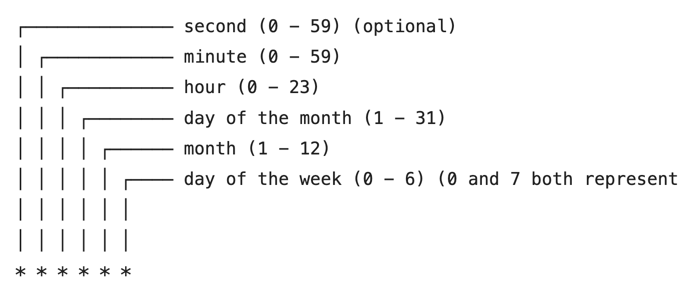 second (0 - 59) (optional)
minute (0 - 59)
hour (0 - 23)
day of the month (1 - 31)
month (1 - 12)
day of the week (0 - 6) (0 and 7 both represent
* * * * * *